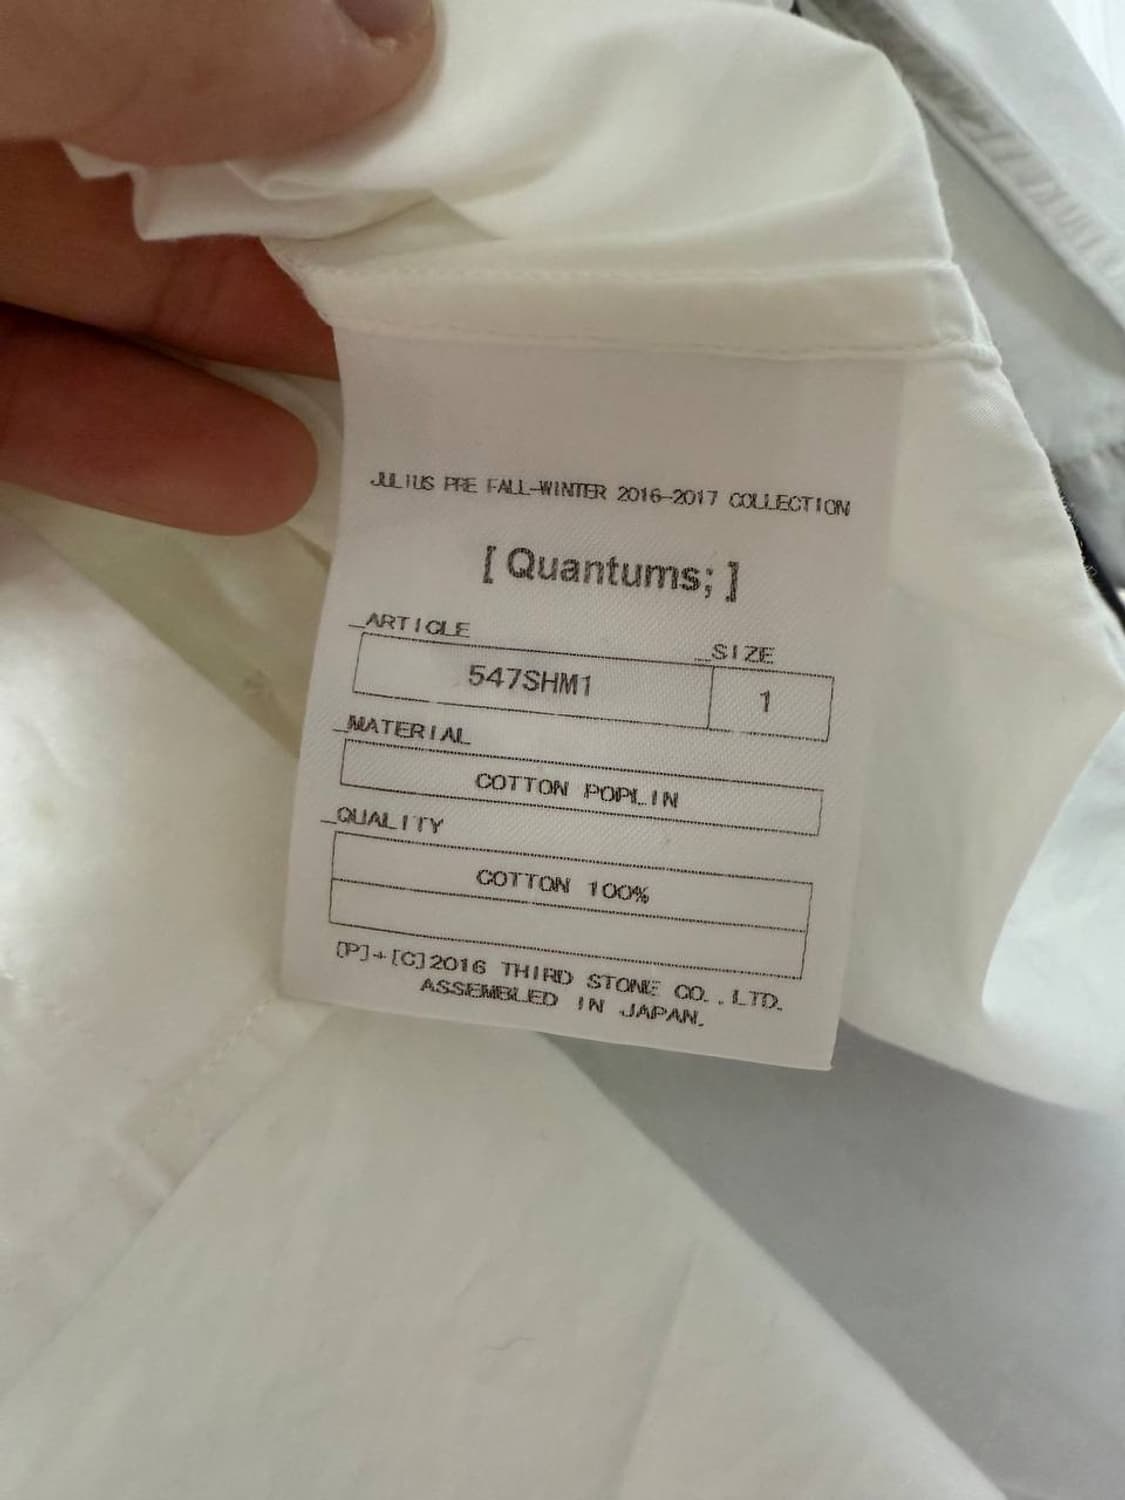 JULIUS PRE FALL-WINTER 2016-2017 COLLECTION
[ Quantums; ]
_ARTICLE
_SIZE
547SHM1
1
_MATERIAL
COTTON POPLIN
_QUALITY
COTTON 100%
[P]+[C]2016 THIRD STONE CO.,LTD.
ASSEMBLED IN JAPAN.